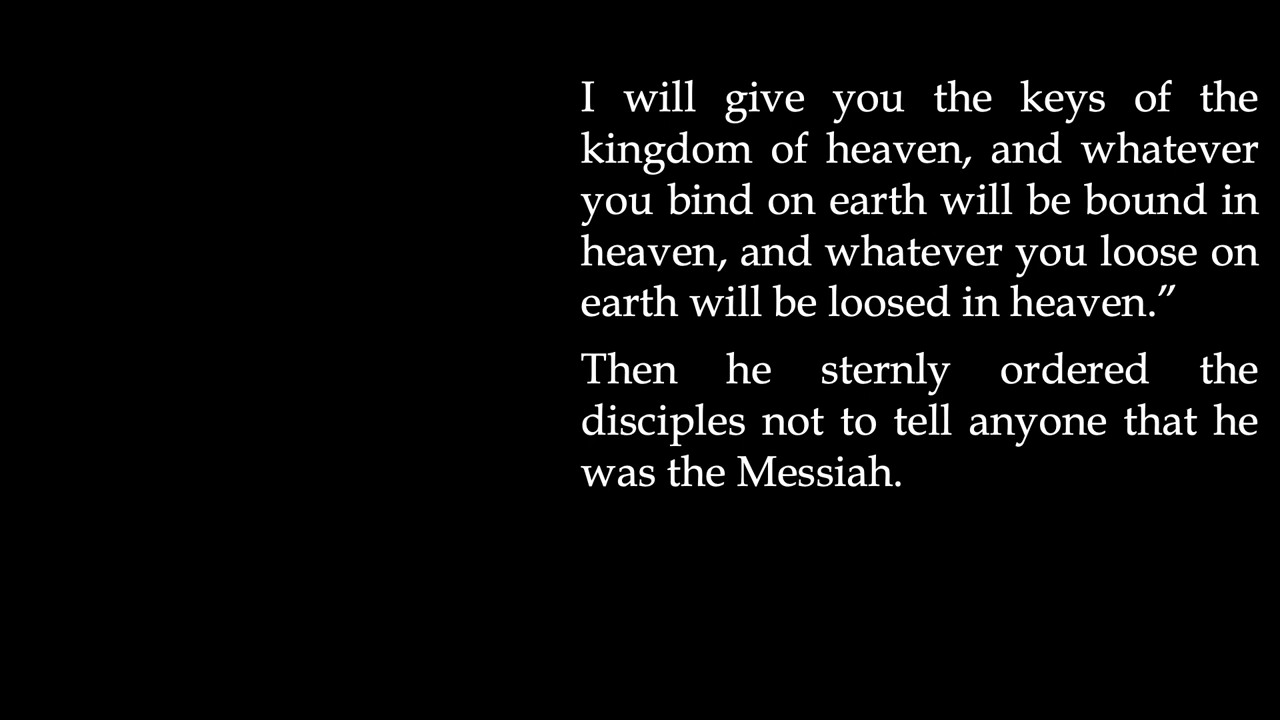 I will give you the keys of the
kingdom of heaven, and whatever
you bind on earth will be bound in
heaven, and whatever you loose on
earth will be loosed in heaven.”
Then he sternly ordered the
disciples not to tell anyone that he
was the Messiah.